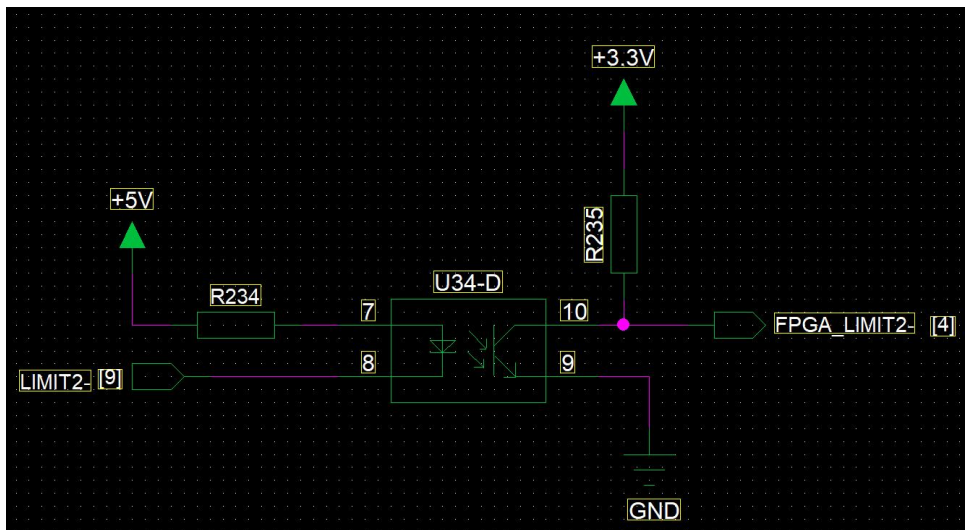 +3.3V
+5V
R235
U34-D
R234
7
10
FPGA_LIMIT2- [4]
8
9
LIMIT2- [9]
GND